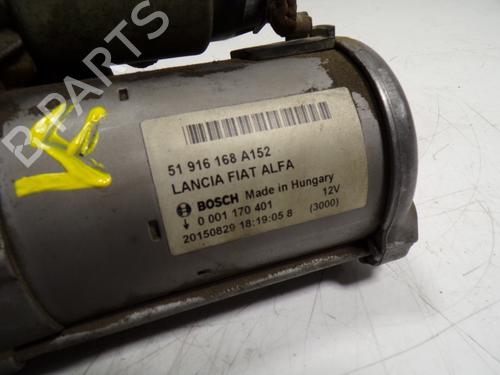 B-PARTS
51 916 168 A152
LANCIA FIAT ALFA
BOSCH Made in Hungary
0 001 170 401 12V
20150829 18:19:05 8 (3000)